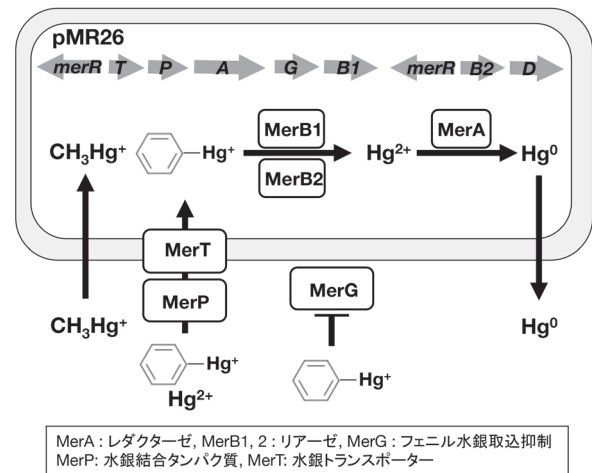 pMR26
merR T P A G B1 merR B2 D
MerB1
MerA
CH₃Hg⁺ Hg⁺ Hg²⁺ Hg⁰
MerB2
MerT
MerG
MerP
CH₃Hg⁺ Hg⁰
Hg⁺ Hg⁺
Hg²⁺
MerA : レダクターゼ, MerB1, 2 : リアーゼ, MerG : フェニル水銀取込抑制
MerP: 水銀結合タンパク質, MerT: 水銀トランスポーター